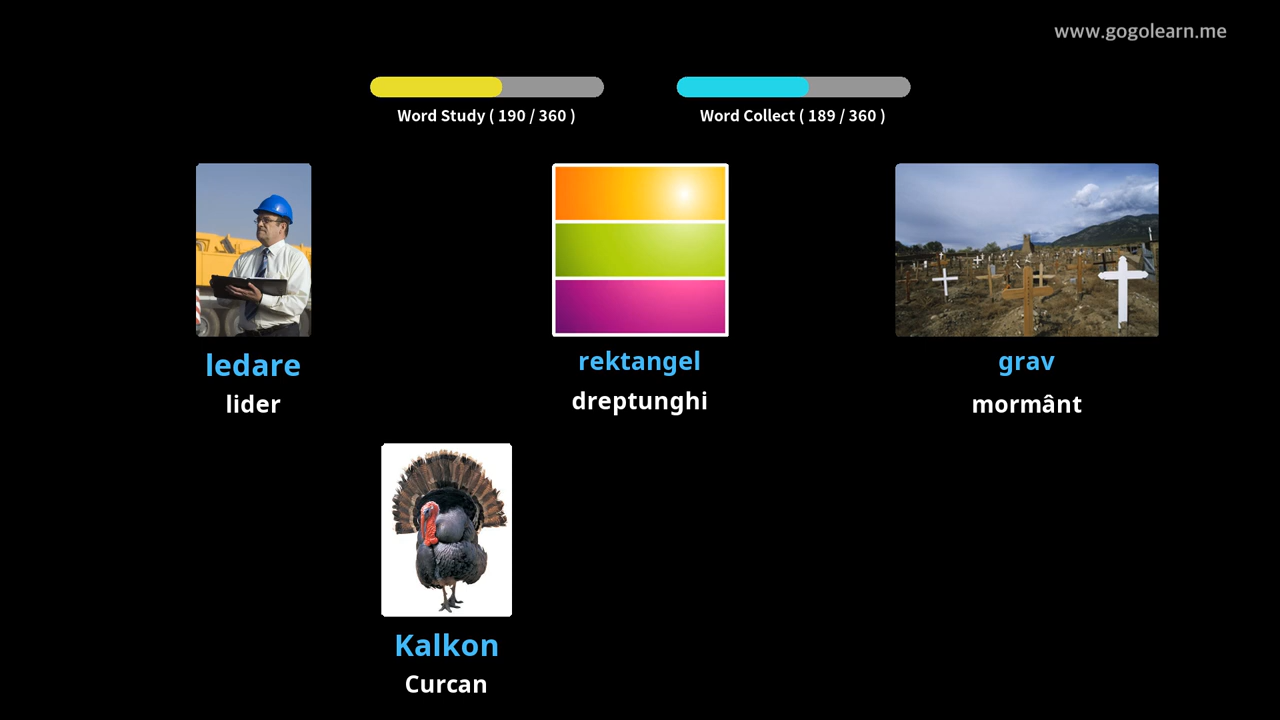 www.gogolearn.me
Word Study ( 190 / 360 )
Word Collect ( 189 / 360 )
ledare
lider
rektangel
dreptunghi
grav
mormânt
Kalkon
Curcan